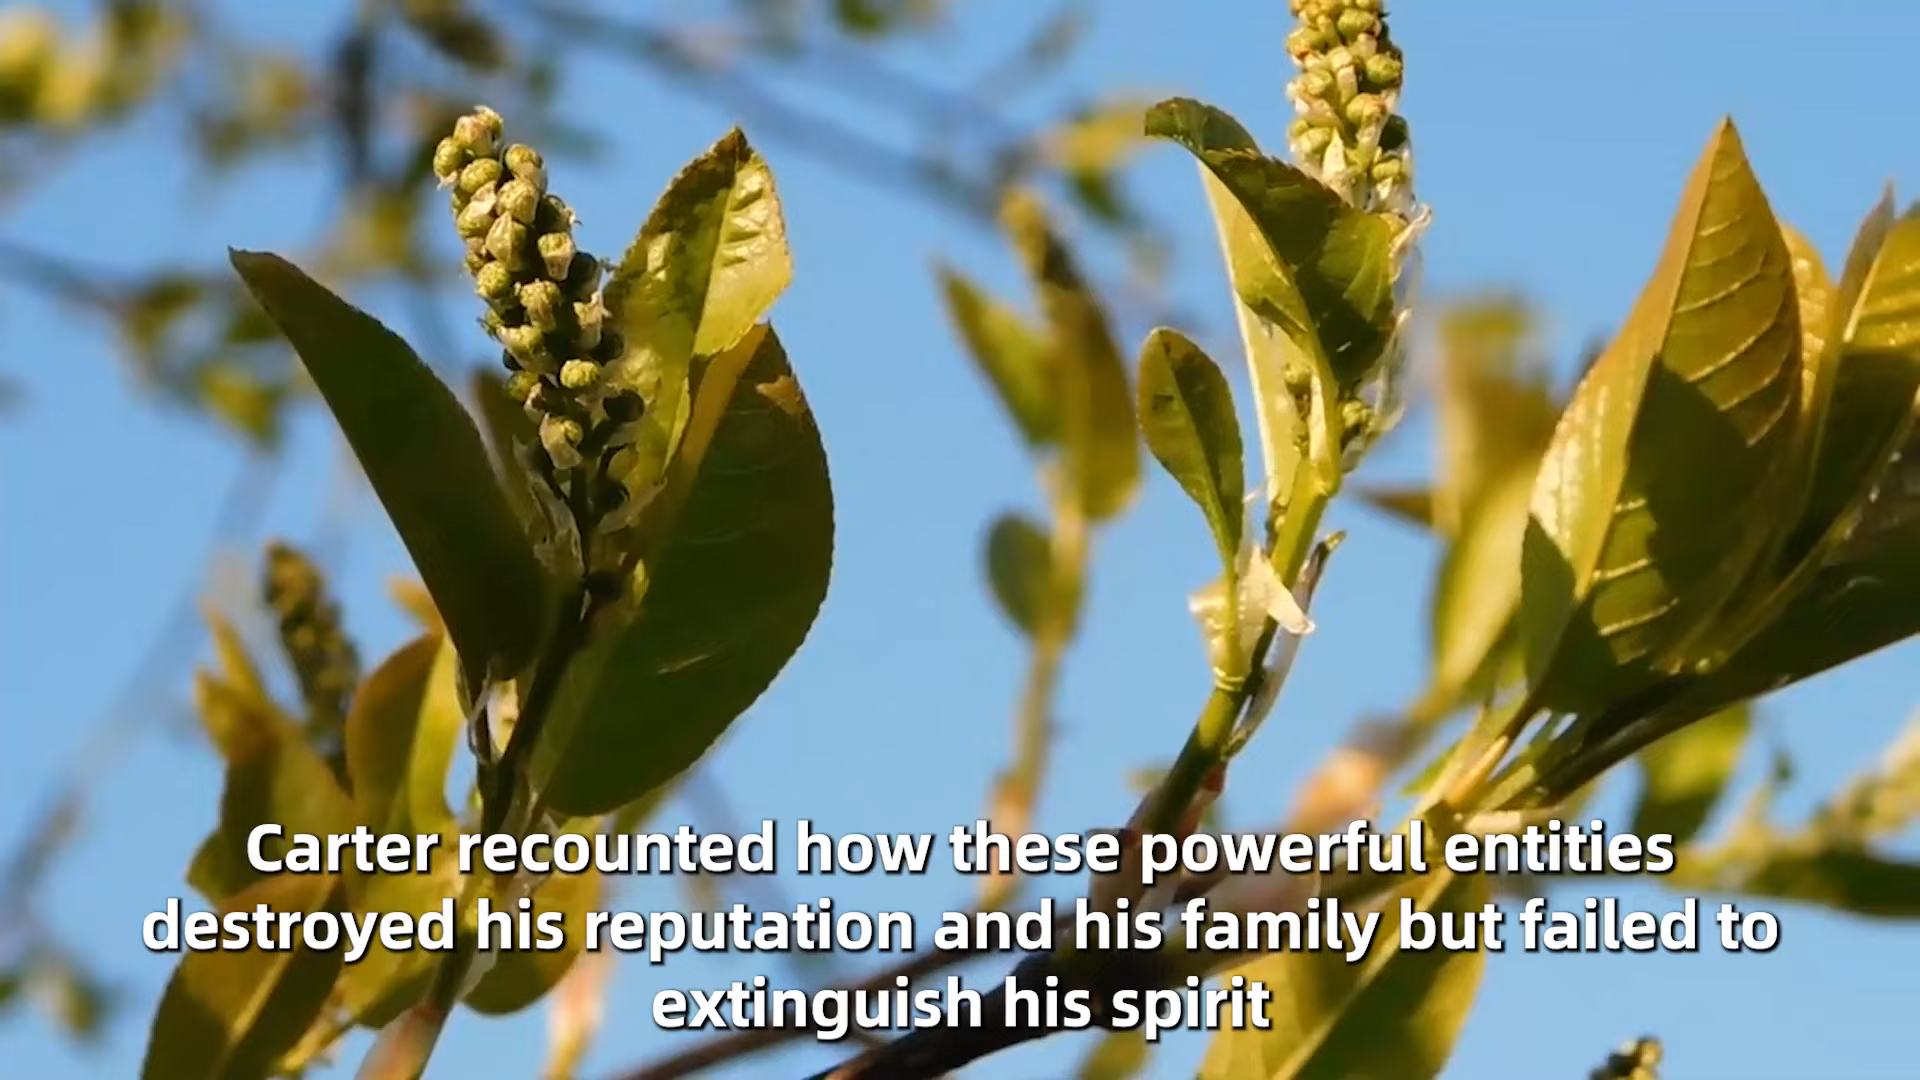 Carter recounted how these powerful entities
destroyed his reputation and his family but failed to
extinguish his spirit